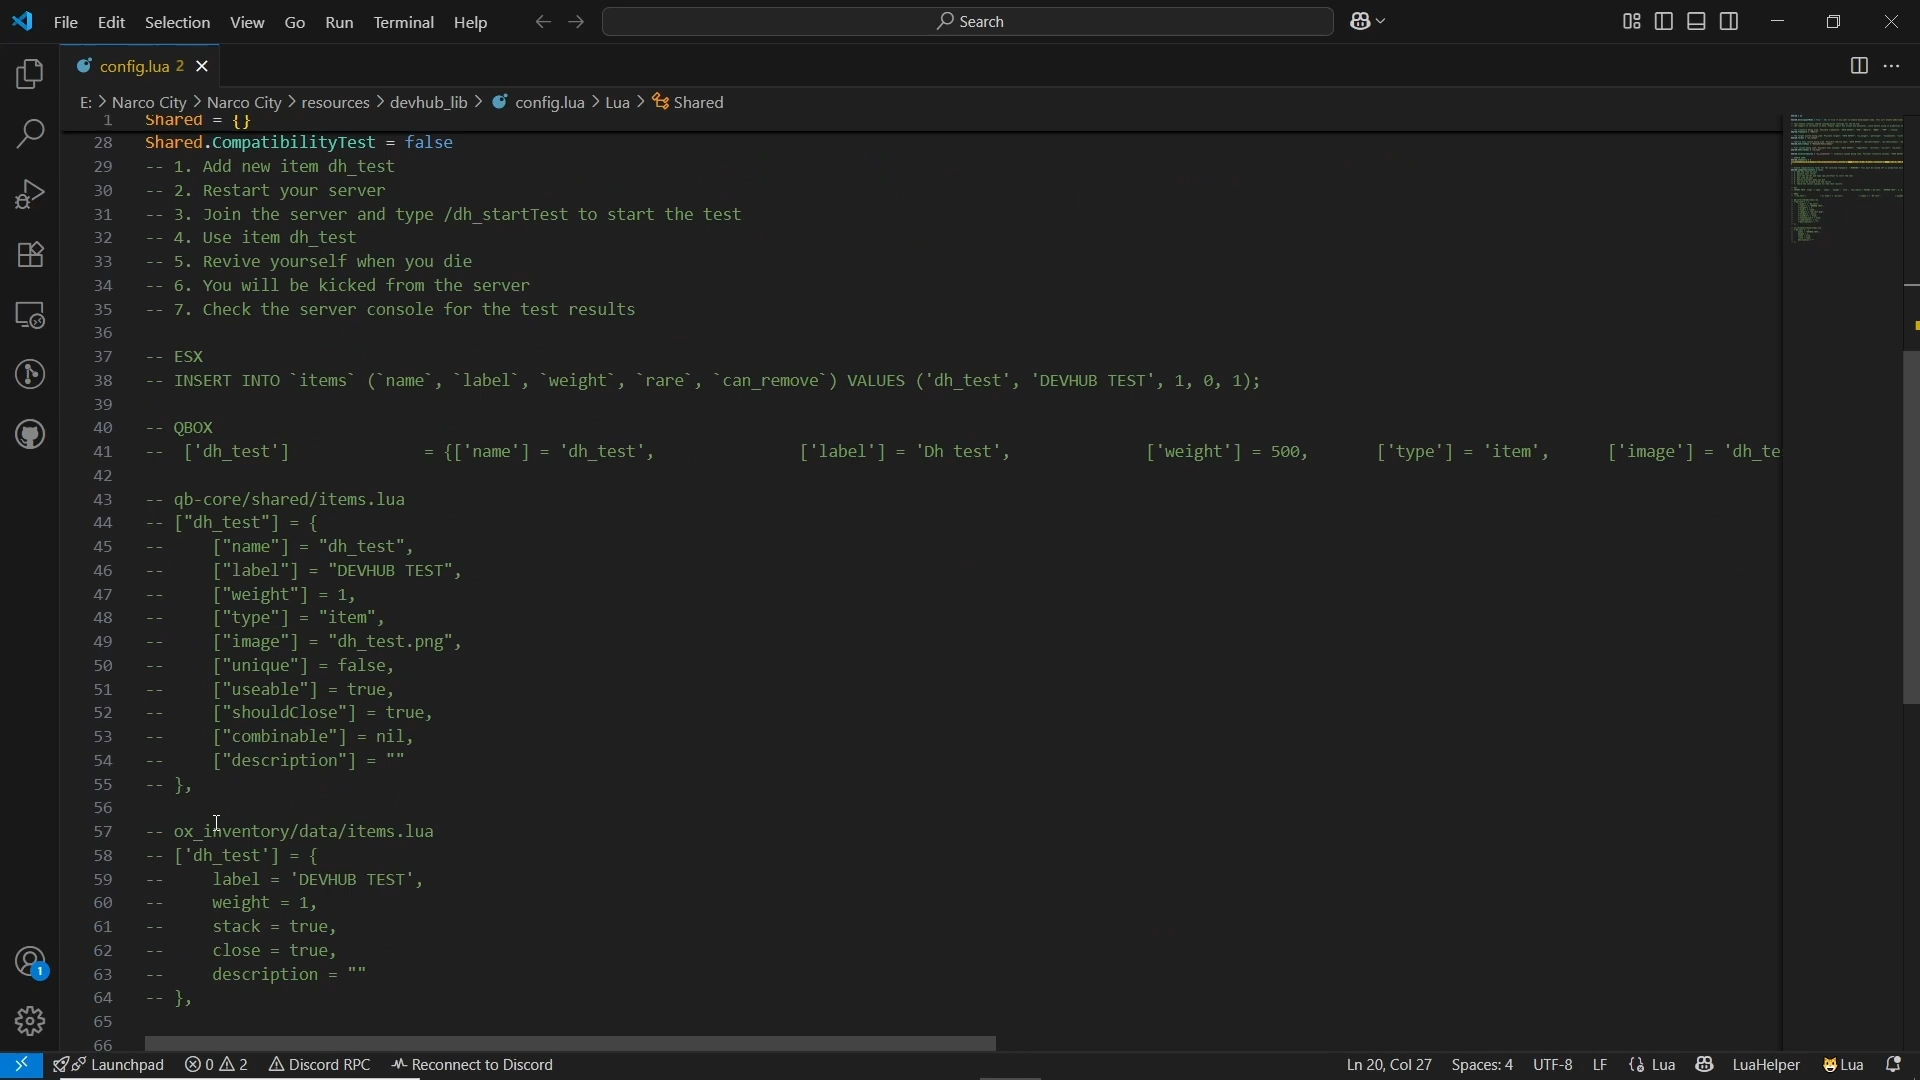 File Edit Selection View Go Run Terminal Help
Search
config.lua 2
E: > Narco City > Narco City > resources > devhub_lib > config.lua > Lua > Shared
1 Shared = {}
28 Shared.CompatibilityTest = false
29 -- 1. Add new item dh_test
30 -- 2. Restart your server
31 -- 3. Join the server and type /dh_startTest to start the test
32 -- 4. Use item dh_test
33 -- 5. Revive yourself when you die
34 -- 6. You will be kicked from the server
35 -- 7. Check the server console for the test results
36
37 -- ESX
38 -- INSERT INTO `items` (`name`, `label`, `weight`, `rare`, `can_remove`) VALUES ('dh_test', 'DEVHUB TEST', 1, 0, 1);
39
40 -- QBOX
41 -- ['dh_test'] = {['name'] = 'dh_test', ['label'] = 'Dh test', ['weight'] = 500, ['type'] = 'item', ['image'] = 'dh_te
42
43 -- qb-core/shared/items.lua
44 -- ["dh_test"] = {
45 -- ["name"] = "dh_test",
46 -- ["label"] = "DEVHUB TEST",
47 -- ["weight"] = 1,
48 -- ["type"] = "item",
49 -- ["image"] = "dh_test.png",
50 -- ["unique"] = false,
51 -- ["useable"] = true,
52 -- ["shouldClose"] = true,
53 -- ["combinable"] = nil,
54 -- ["description"] = ""
55 -- },
56
57 -- ox_inventory/data/items.lua
58 -- ['dh_test'] = {
59 -- label = 'DEVHUB TEST',
60 -- weight = 1,
61 -- stack = true,
62 -- close = true,
63 -- description = ""
64 -- },
65
66
1
Launchpad 0 2 Discord RPC Reconnect to Discord Ln 20, Col 27 Spaces: 4 UTF-8 LF {} Lua LuaHelper Lua